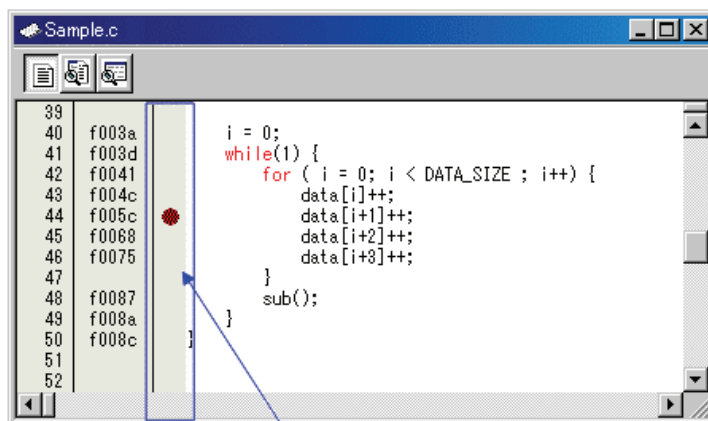 Sample.c
39
40 f003a i = 0;
41 f003d while(1) {
42 f0041 for ( i = 0; i < DATA_SIZE ; i++) {
43 f004c data[i]++;
44 f005c data[i+1]++;
45 f0068 data[i+2]++;
46 f0075 data[i+3]++;
47 }
48 f0087 sub();
49 f008a }
50 f008c }
51
52